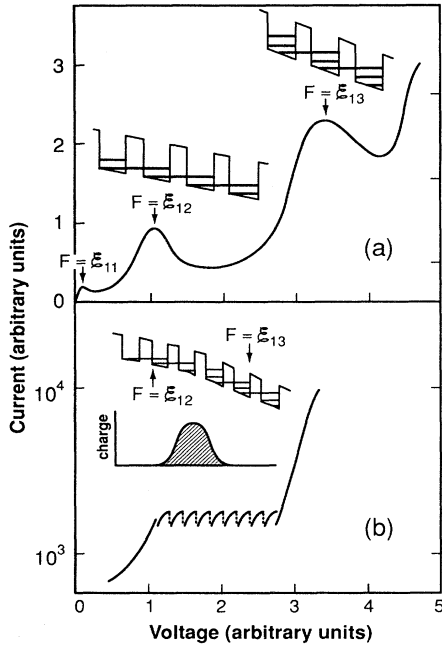 3
2
1
0
F = ξ₁₃
F = ξ₁₂
F = ξ₁₁
(a)
Current (arbitrary units)
F = ξ₁₃
F = ξ₁₂
10⁴
charge
(b)
10³
0 1 2 3 4 5
Voltage (arbitrary units)